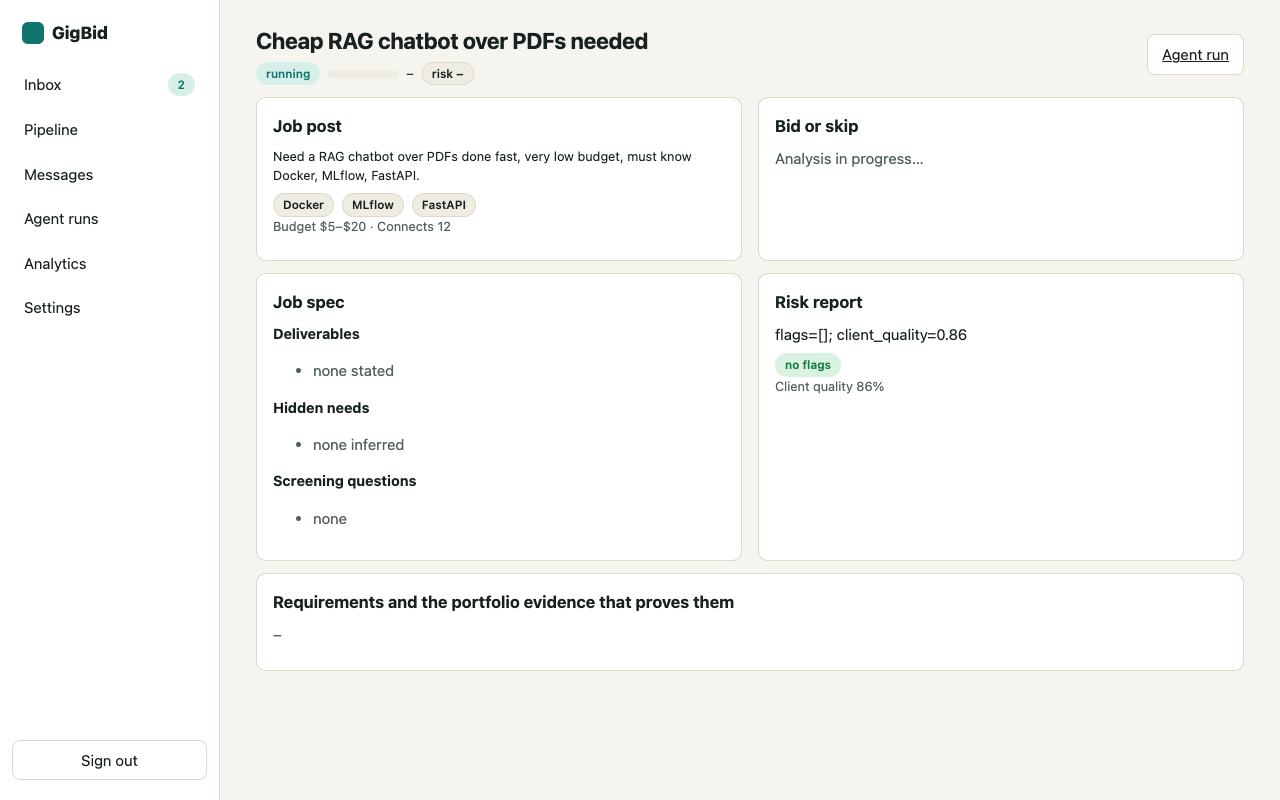 GigBid
Inbox 2
Pipeline
Messages
Agent runs
Analytics
Settings
Sign out
Cheap RAG chatbot over PDFs needed
running – risk –
Agent run
Job post
Need a RAG chatbot over PDFs done fast, very low budget, must know
Docker, MLflow, FastAPI.
Docker MLflow FastAPI
Budget $5–$20 · Connects 12
Bid or skip
Analysis in progress…
Job spec
Deliverables
• none stated
Hidden needs
• none inferred
Screening questions
• none
Risk report
flags=[]; client_quality=0.86
no flags
Client quality 86%
Requirements and the portfolio evidence that proves them
–